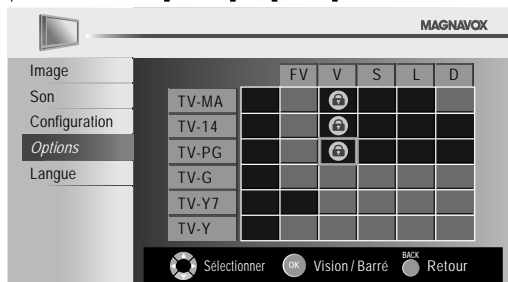 MAGNAVOX
Image
Son
Configuration
Options
Langue
FV V S L D
TV-MA
TV-14
TV-PG
TV-G
TV-Y7
TV-Y
Sélectionner OK Vision / Barré BACK Retour